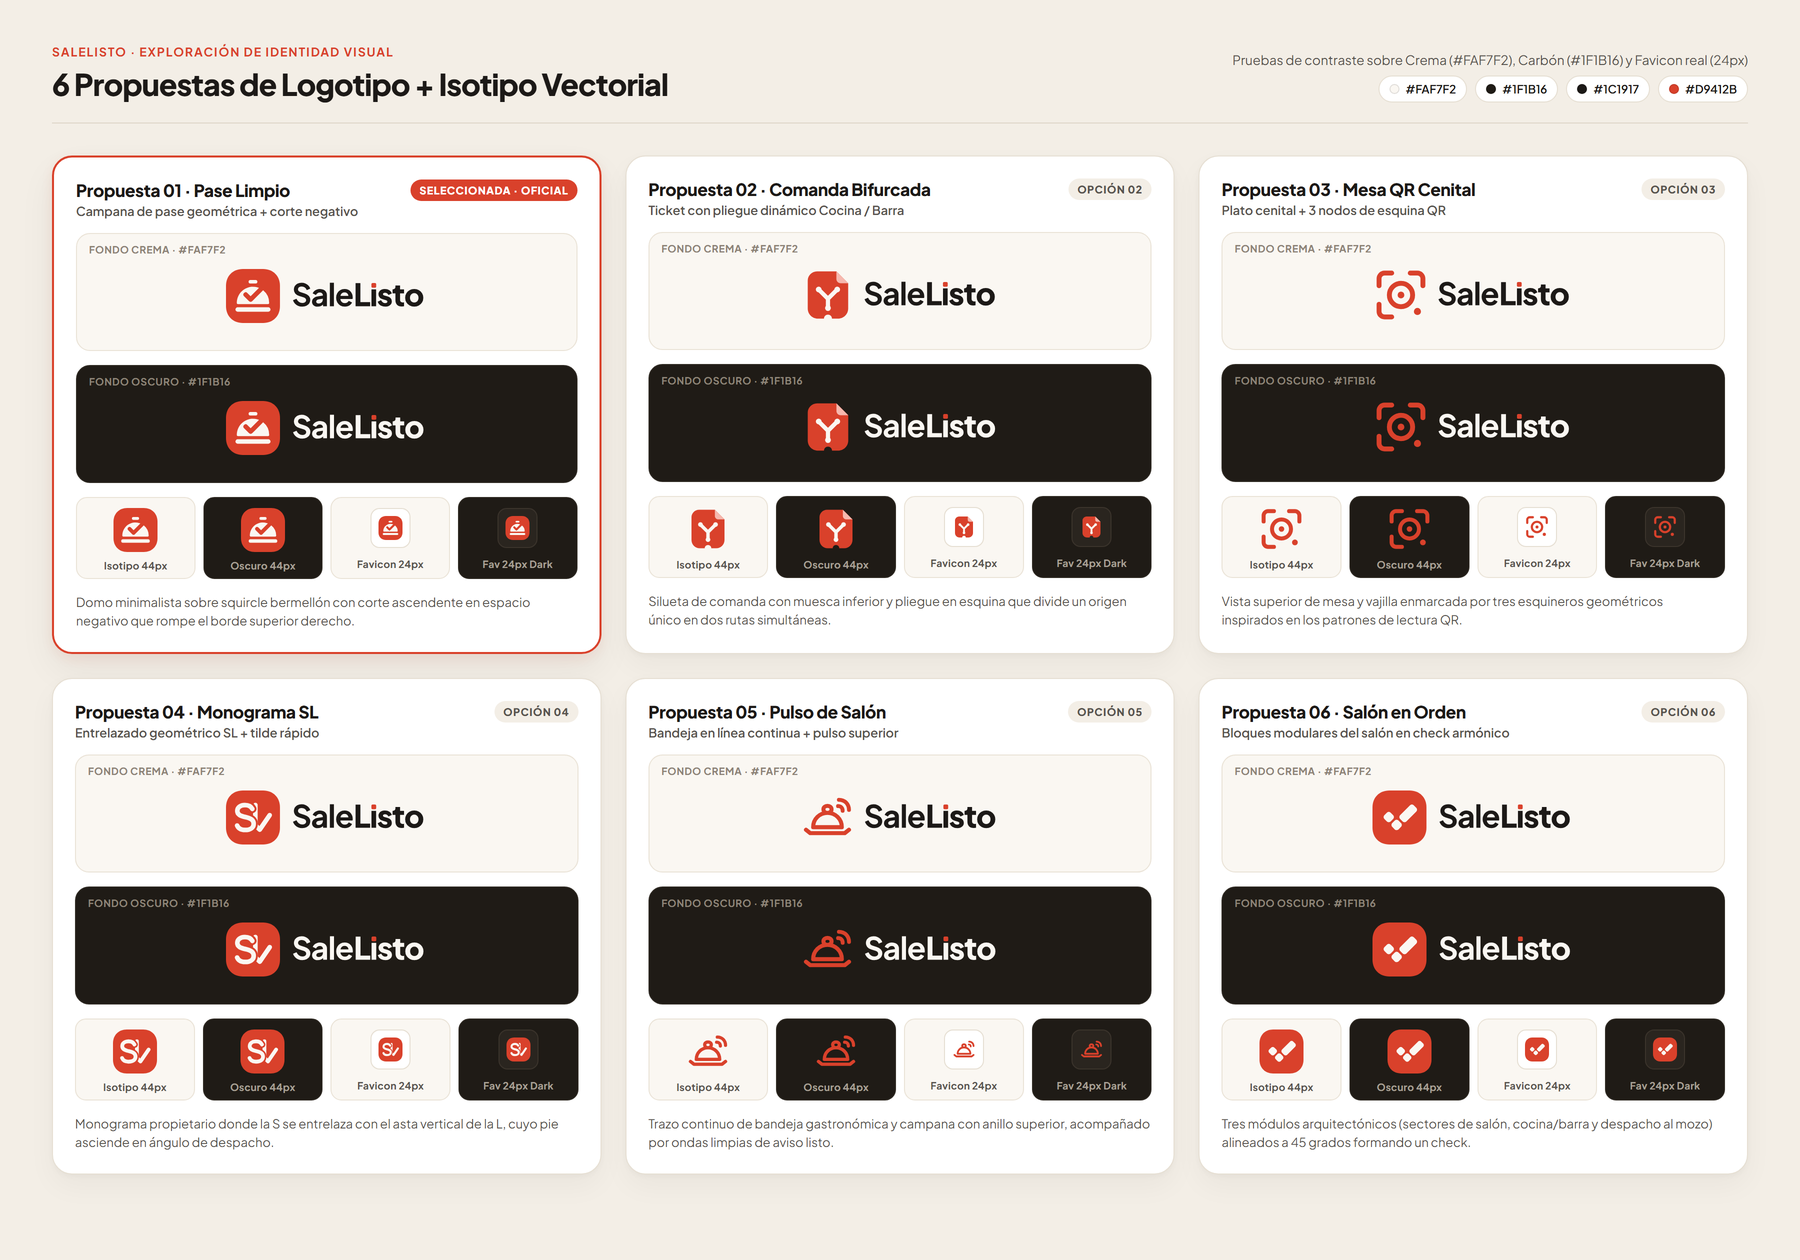 SALELISTO · EXPLORACIÓN DE IDENTIDAD VISUAL
6 Propuestas de Logotipo + Isotipo Vectorial
Pruebas de contraste sobre Crema (#FAF7F2), Carbón (#1F1B16) y Favicon real (24px)
#FAF7F2
#1F1B16
#1C1917
#D9412B
Propuesta 01 · Pase Limpio
SELECCIONADA · OFICIAL
Campana de pase geométrica + corte negativo
FONDO CREMA · #FAF7F2
SaleListo
FONDO OSCURO · #1F1B16
SaleListo
Isotipo 44px
Oscuro 44px
Favicon 24px
Fav 24px Dark
Domo minimalista sobre squircle bermellón con corte ascendente en espacio
negativo que rompe el borde superior derecho.
Propuesta 02 · Comanda Bifurcada
OPCIÓN 02
Ticket con pliegue dinámico Cocina / Barra
FONDO CREMA · #FAF7F2
SaleListo
FONDO OSCURO · #1F1B16
SaleListo
Isotipo 44px
Oscuro 44px
Favicon 24px
Fav 24px Dark
Silueta de comanda con muesca inferior y pliegue en esquina que divide un origen
único en dos rutas simultáneas.
Propuesta 03 · Mesa QR Cenital
OPCIÓN 03
Plato cenital + 3 nodos de esquina QR
FONDO CREMA · #FAF7F2
SaleListo
FONDO OSCURO · #1F1B16
SaleListo
Isotipo 44px
Oscuro 44px
Favicon 24px
Fav 24px Dark
Vista superior de mesa y vajilla enmarcada por tres esquineros geométricos
inspirados en los patrones de lectura QR.
Propuesta 04 · Monograma SL
OPCIÓN 04
Entrelazado geométrico SL + tilde rápido
FONDO CREMA · #FAF7F2
SaleListo
FONDO OSCURO · #1F1B16
SaleListo
Isotipo 44px
Oscuro 44px
Favicon 24px
Fav 24px Dark
Monograma propietario donde la S se entrelaza con el asta vertical de la L, cuyo pie
asciende en ángulo de despacho.
Propuesta 05 · Pulso de Salón
OPCIÓN 05
Bandeja en línea continua + pulso superior
FONDO CREMA · #FAF7F2
SaleListo
FONDO OSCURO · #1F1B16
SaleListo
Isotipo 44px
Oscuro 44px
Favicon 24px
Fav 24px Dark
Trazo continuo de bandeja gastronómica y campana con anillo superior, acompañado
por ondas limpias de aviso listo.
Propuesta 06 · Salón en Orden
OPCIÓN 06
Bloques modulares del salón en check armónico
FONDO CREMA · #FAF7F2
SaleListo
FONDO OSCURO · #1F1B16
SaleListo
Isotipo 44px
Oscuro 44px
Favicon 24px
Fav 24px Dark
Tres módulos arquitectónicos (sectores de salón, cocina/barra y despacho al mozo)
alineados a 45 grados formando un check.